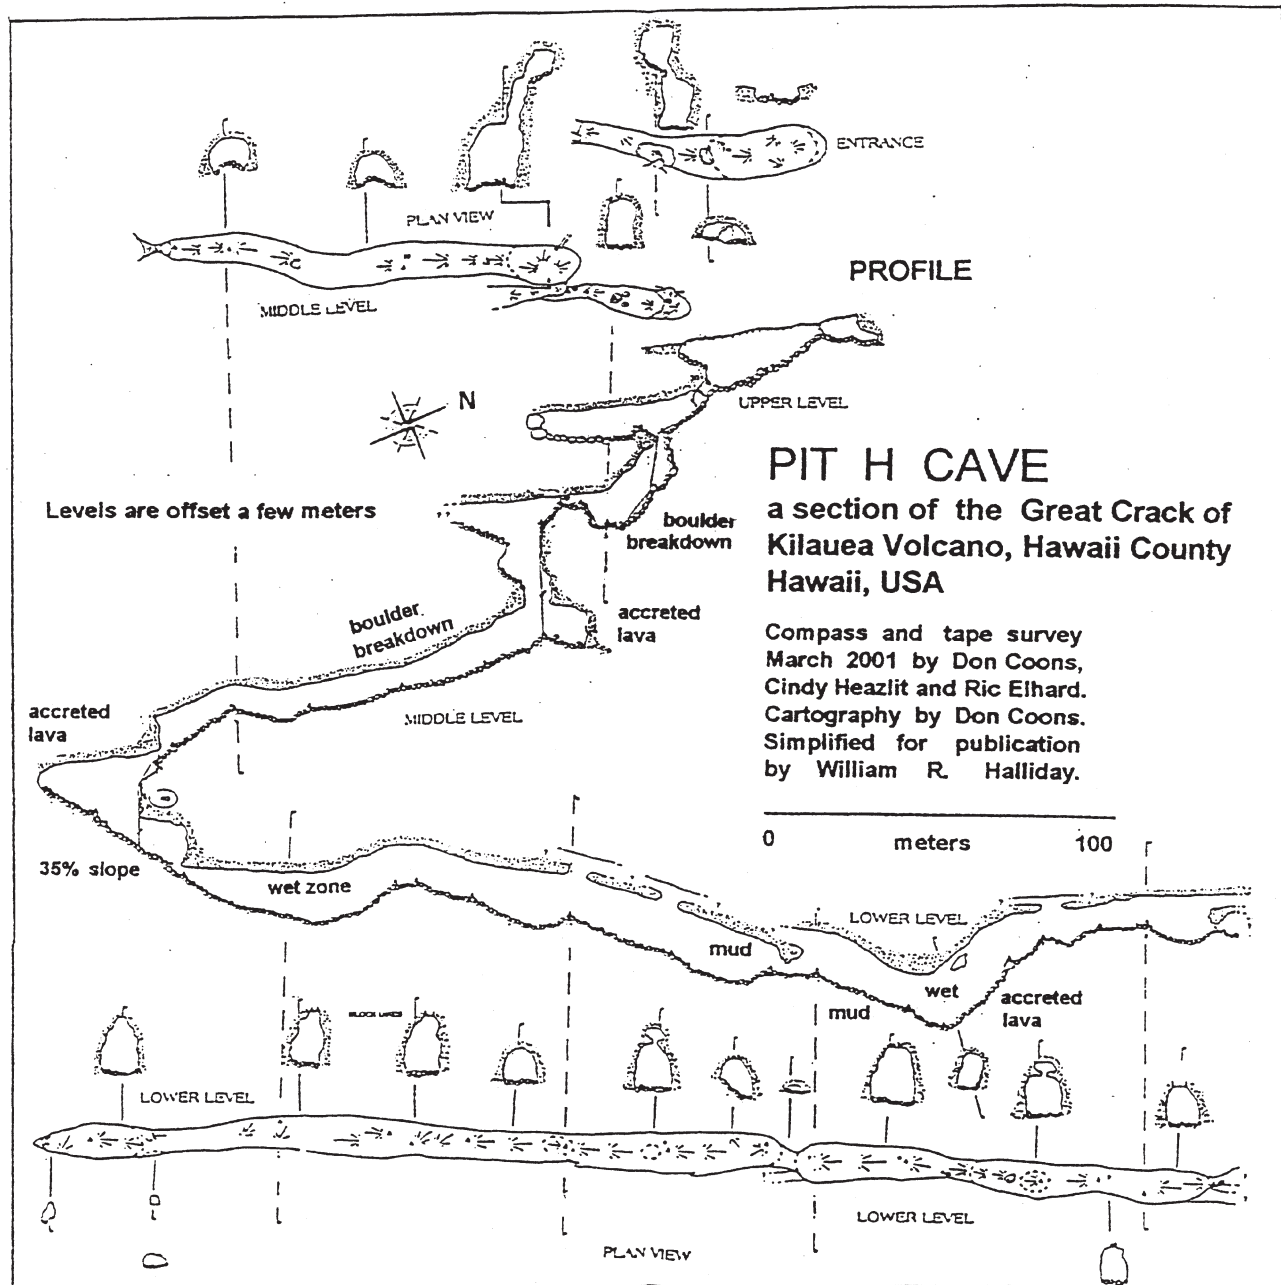 ENTRANCE
PLAN VIEW
MIDDLE LEVEL
PROFILE
N
UPPER LEVEL
PIT H CAVE
a section of the Great Crack of
Kilauea Volcano, Hawaii County
Hawaii, USA
Levels are offset a few meters
boulder
breakdown
boulder
breakdown
accreted
lava
Compass and tape survey
March 2001 by Don Coons,
Cindy Heazlit and Ric Elhard.
Cartography by Don Coons.
Simplified for publication
by William R. Halliday.
accreted
lava
MIDDLE LEVEL
0 meters 100
35% slope
wet zone
LOWER LEVEL
mud
wet
mud
accreted
lava
LOWER LEVEL
LOWER LEVEL
PLAN VIEW